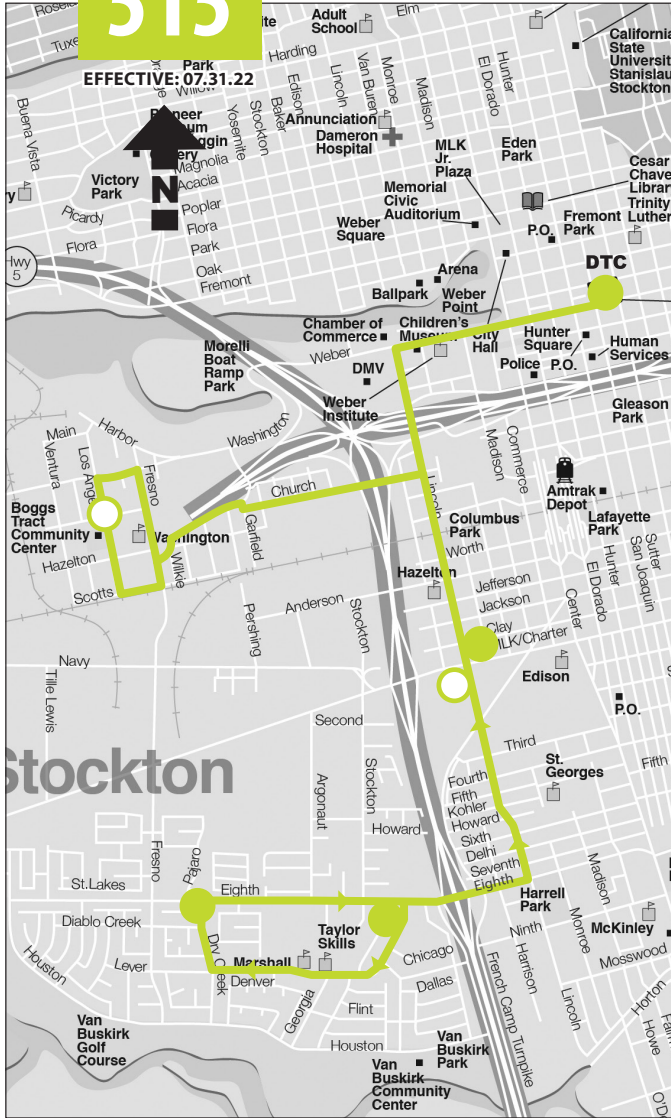 515
EFFECTIVE: 07.31.22
Adult
School
Elm
Harding
Park
Willow
Buena Vista
Yosemite
Stockton
Baker
Edison
Lincoln
Van Buren
Monroe
Madison
El Dorado
Hunter
California
State
Universit
Stanislau
Stockton
Annunciation
Dameron
Hospital
MLK
Jr.
Plaza
Eden
Park
Cesar
Chave
Librar
Trinity
Luther
Magnolia
Acacia
Poplar
Flora
Park
Oak
Fremont
N
Victory
Park
Picardy
Flora
Hwy
5
Memorial
Civic
Auditorium
Weber
Square
P.O.
Fremont
Park
DTC
Arena
Ballpark
Weber
Point
Chamber of
Commerce
Children's
Museum
City
Hall
Hunter
Square
Human
Services
Police
P.O.
Morelli
Boat
Ramp
Park
Weber
DMV
Weber
Institute
Gleason
Park
Washington
Main
Harbor
Ventura
Los Ange
Fresno
Church
Lincoln
Madison
Commerce
Amtrak
Depot
Lafayette
Park
Boggs
Tract
Community
Center
Washington
Garfield
Columbus
Park
Worth
Hazelton
Wilkie
Scotts
Hazelton
Jefferson
Jackson
Clay
MLK/Charter
Center
El Dorado
Hunter
San Joaquin
Sutter
Anderson
Pershing
Stockton
Navy
Tille Lewis
Edison
P.O.
Second
Third
St.
Georges
Fifth
Stockton
Argonaut
Stockton
Howard
Fourth
Fifth
Kohler
Howard
Sixth
Delhi
Seventh
Eighth
Fresno
Pajaro
St.Lakes
Eighth
Harrell
Park
Madison
McKinley
Diablo Creek
Taylor
Skills
Ninth
Monroe
Mosswood
Houston
Lever
Dry Creek
Marshall
Denver
Chicago
Dallas
Georgia
Flint
Houston
French Camp Turnpike
Harrison
Lincoln
Horton
Howe
Van
Buskirk
Golf
Course
Van
Buskirk
Park
Van
Buskirk
Community
Center